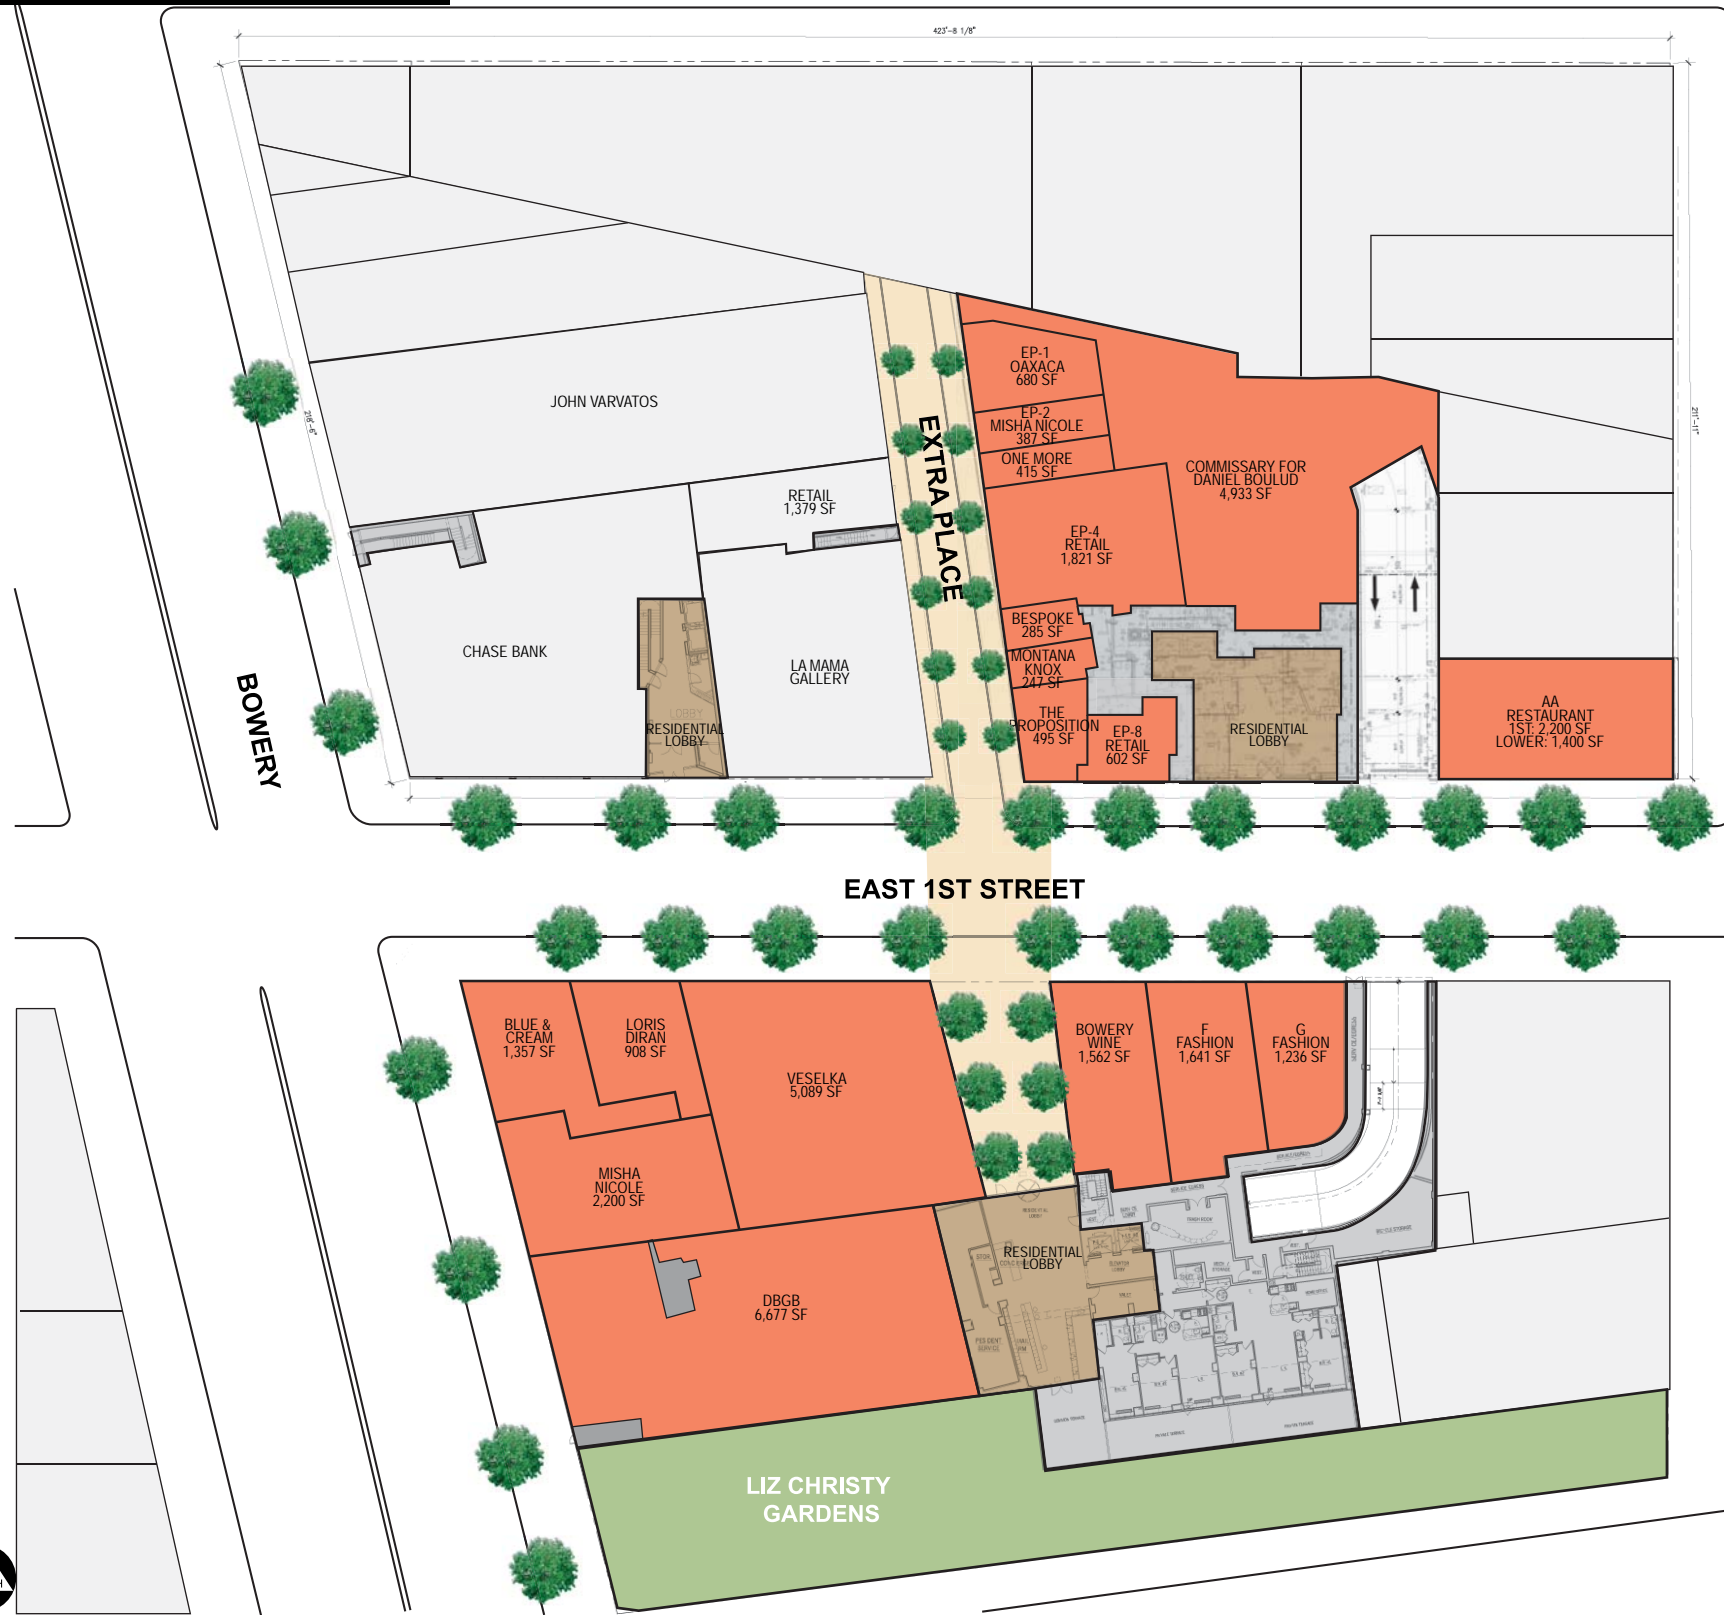 423'-8 1/8"
218'-6"
211'-11"
JOHN VARVATOS
RETAIL
1,379 SF
CHASE BANK
LA MAMA
GALLERY
LOBBY
RESIDENTIAL
LOBBY
BOWERY
EXTRA PLACE
EP-1
OAXACA
680 SF
EP-2
MISHA NICOLE
387 SF
ONE MORE
415 SF
COMMISSARY FOR
DANIEL BOULUD
4,933 SF
EP-4
RETAIL
1,821 SF
BESPOKE
285 SF
MONTANA
KNOX
247 SF
THE
PROPOSITION
495 SF
EP-8
RETAIL
602 SF
RESIDENTIAL
LOBBY
AA
RESTAURANT
1ST: 2,200 SF
LOWER: 1,400 SF
EAST 1ST STREET
BLUE &
CREAM
1,357 SF
LORIS
DIRAN
908 SF
VESELKA
5,089 SF
BOWERY
WINE
1,562 SF
F
FASHION
1,641 SF
G
FASHION
1,236 SF
MISHA
NICOLE
2,200 SF
DBGB
6,677 SF
RESIDENTIAL
LOBBY
LIZ CHRISTY
GARDENS